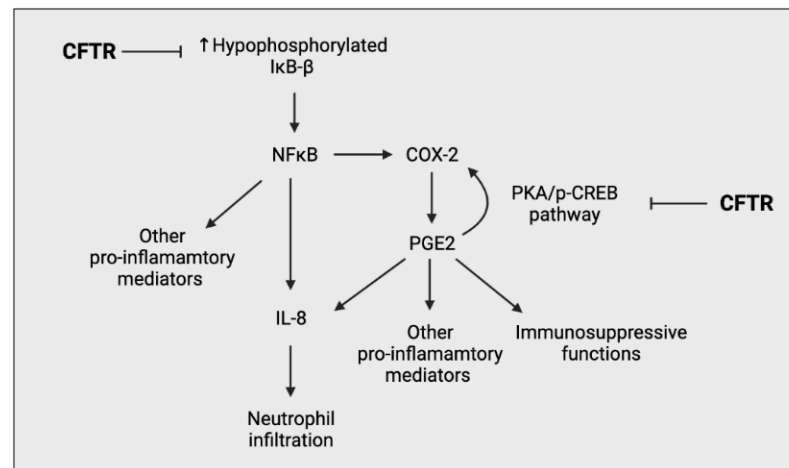 CFTR
↑Hypophosphorylated
IκB-β
NFκB
COX-2
PKA/p-CREB
pathway
CFTR
Other
pro-inflamamtory
mediators
PGE2
IL-8
Other
pro-inflamamtory
mediators
Immunosuppressive
functions
Neutrophil
infiltration